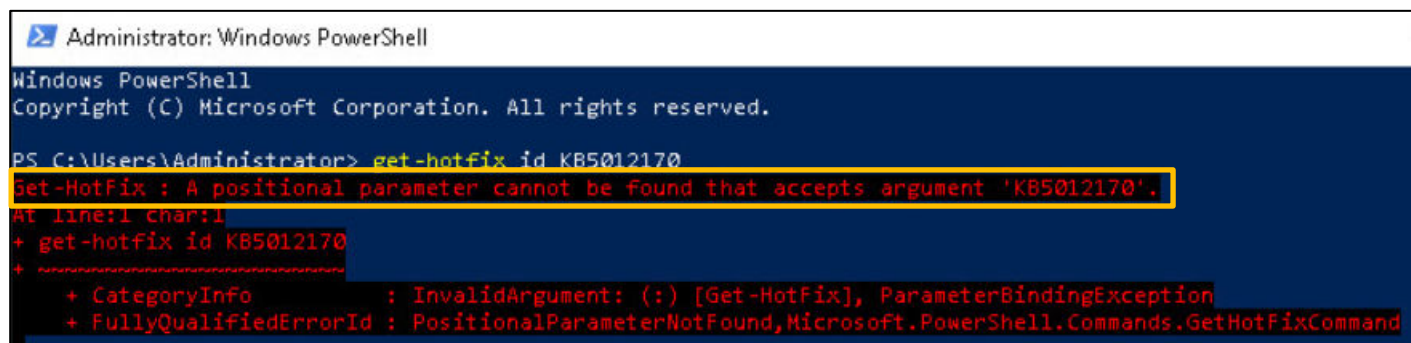 Administrator: Windows PowerShell
Windows PowerShell
Copyright (C) Microsoft Corporation. All rights reserved.
PS C:\Users\Administrator> get-hotfix id KB5012170
Get-HotFix : A positional parameter cannot be found that accepts argument 'KB5012170'.
At line:1 char:1
+ get-hotfix id KB5012170
+ ~~~~~~~~~~~~~~~~~~~~~~~
    + CategoryInfo          : InvalidArgument: (:) [Get-HotFix], ParameterBindingException
    + FullyQualifiedErrorId : PositionalParameterNotFound,Microsoft.PowerShell.Commands.GetHotFixCommand